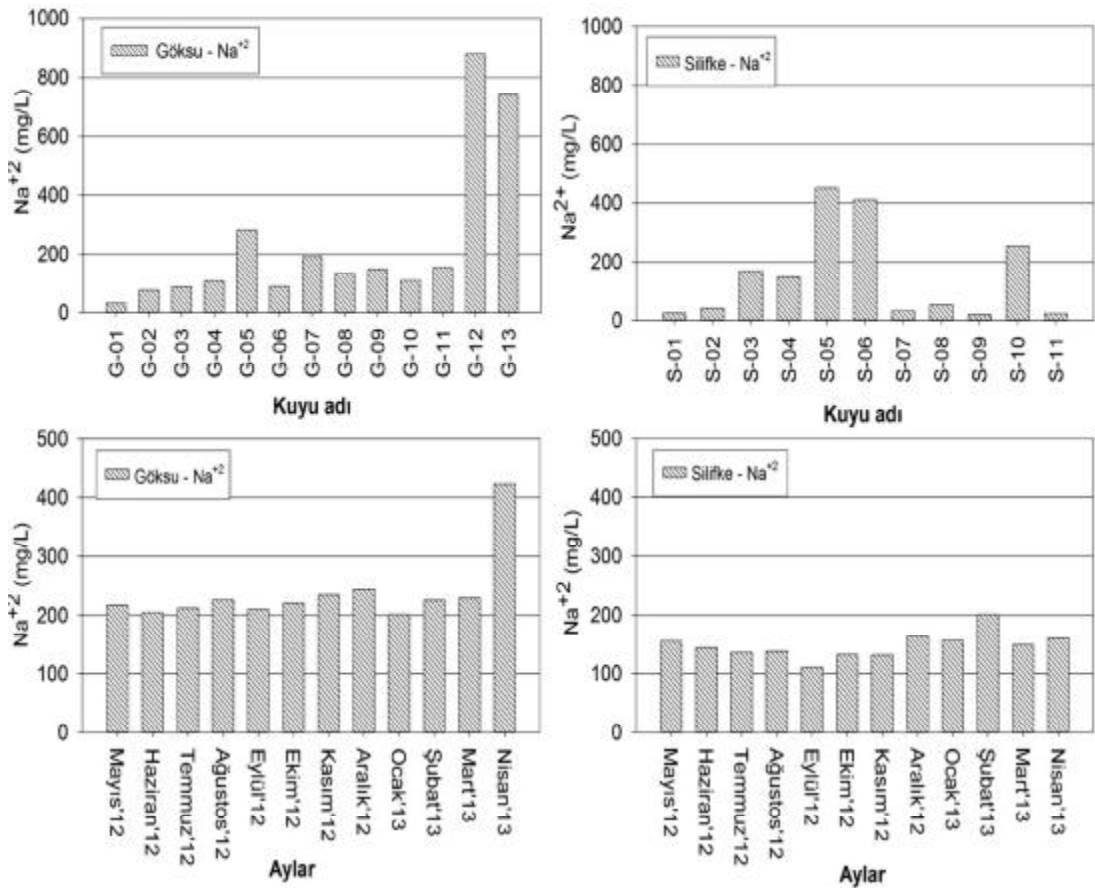 Göksu - Na⁺²
Na⁺² (mg/L)
1000
800
600
400
200
0
G-01
G-02
G-03
G-04
G-05
G-06
G-07
G-08
G-09
G-10
G-11
G-12
G-13
Kuyu adı
Silifke - Na⁺²
Na²⁺ (mg/L)
1000
800
600
400
200
0
S-01
S-02
S-03
S-04
S-05
S-06
S-07
S-08
S-09
S-10
S-11
Kuyu adı
Göksu - Na⁺²
Na⁺² (mg/L)
500
400
300
200
100
0
Mayıs'12
Haziran'12
Temmuz'12
Ağustos'12
Eylül'12
Ekim'12
Kasım'12
Aralık'12
Ocak'13
Şubat'13
Mart'13
Nisan'13
Aylar
Silifke - Na⁺²
Na⁺² (mg/L)
500
400
300
200
100
0
Mayıs'12
Haziran'12
Temmuz'12
Ağustos'12
Eylül'12
Ekim'12
Kasım'12
Aralık'12
Ocak'13
Şubat'13
Mart'13
Nisan'13
Aylar